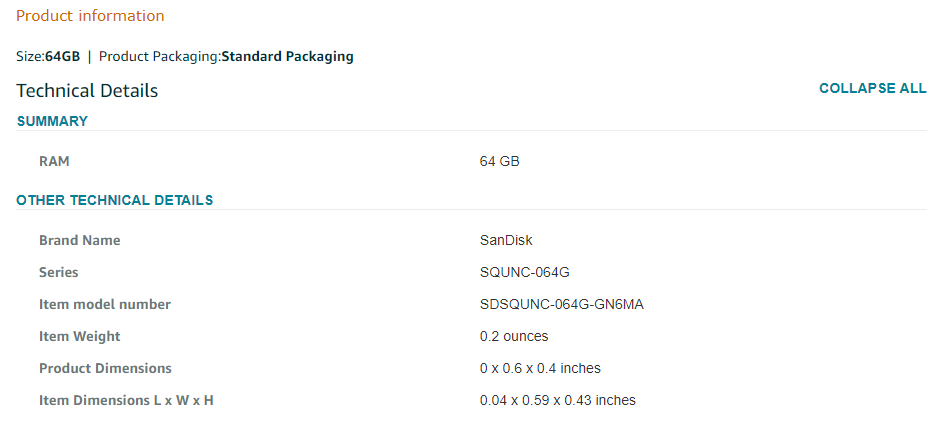 Product information
Size:64GB | Product Packaging:Standard Packaging
Technical Details
COLLAPSE ALL
SUMMARY
RAM 64 GB
OTHER TECHNICAL DETAILS
Brand Name SanDisk
Series SQUNC-064G
Item model number SDSQUNC-064G-GN6MA
Item Weight 0.2 ounces
Product Dimensions 0 x 0.6 x 0.4 inches
Item Dimensions L x W x H 0.04 x 0.59 x 0.43 inches